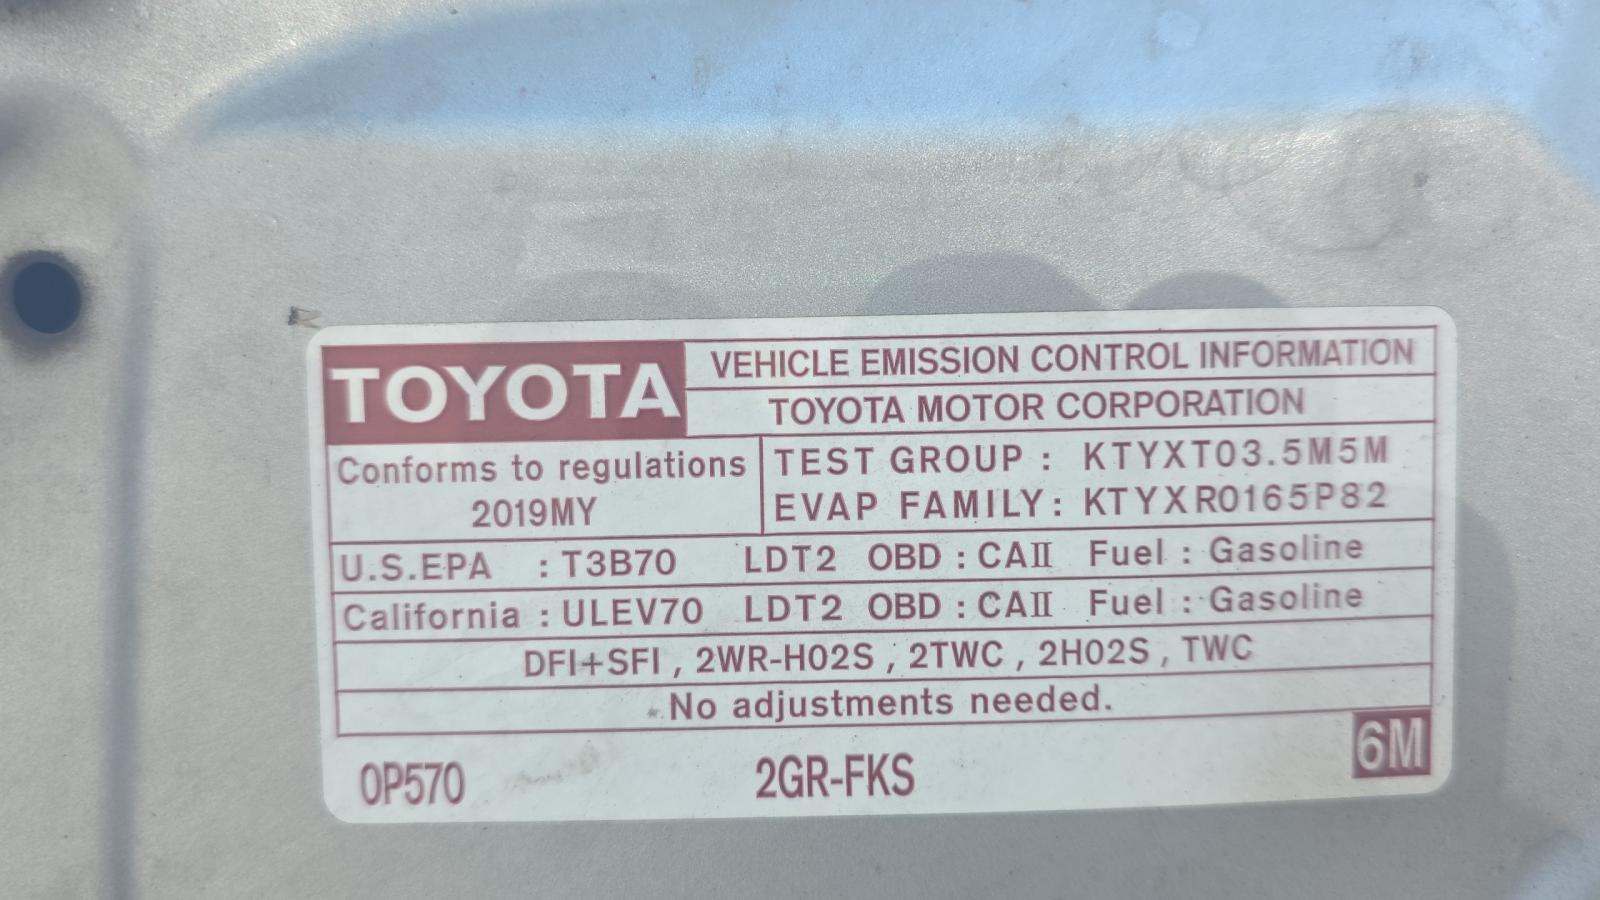 TOYOTA
VEHICLE EMISSION CONTROL INFORMATION
TOYOTA MOTOR CORPORATION
Conforms to regulations
2019MY
TEST GROUP : KTYXT03.5M5M
EVAP FAMILY: KTYXR0165P82
U.S.EPA : T3B70 LDT2 OBD : CAII Fuel : Gasoline
California : ULEV70 LDT2 OBD : CAII Fuel : Gasoline
DFI+SFI , 2WR-HO2S , 2TWC , 2HO2S , TWC
No adjustments needed.
0P570
2GR-FKS
6M